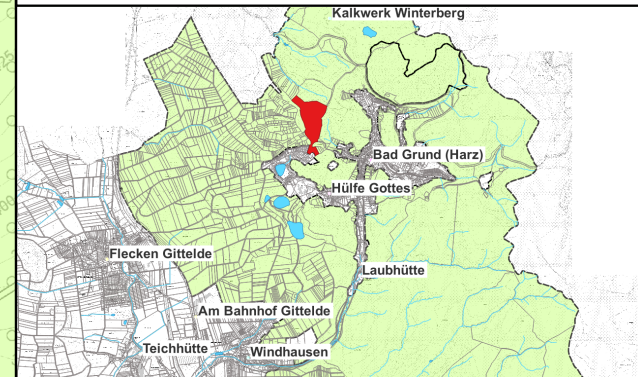 Kalkwerk Winterberg
Bad Grund (Harz)
Hülfe Gottes
Flecken Gittelde
Laubhütte
Am Bahnhof Gittelde
Teichhütte
Windhausen